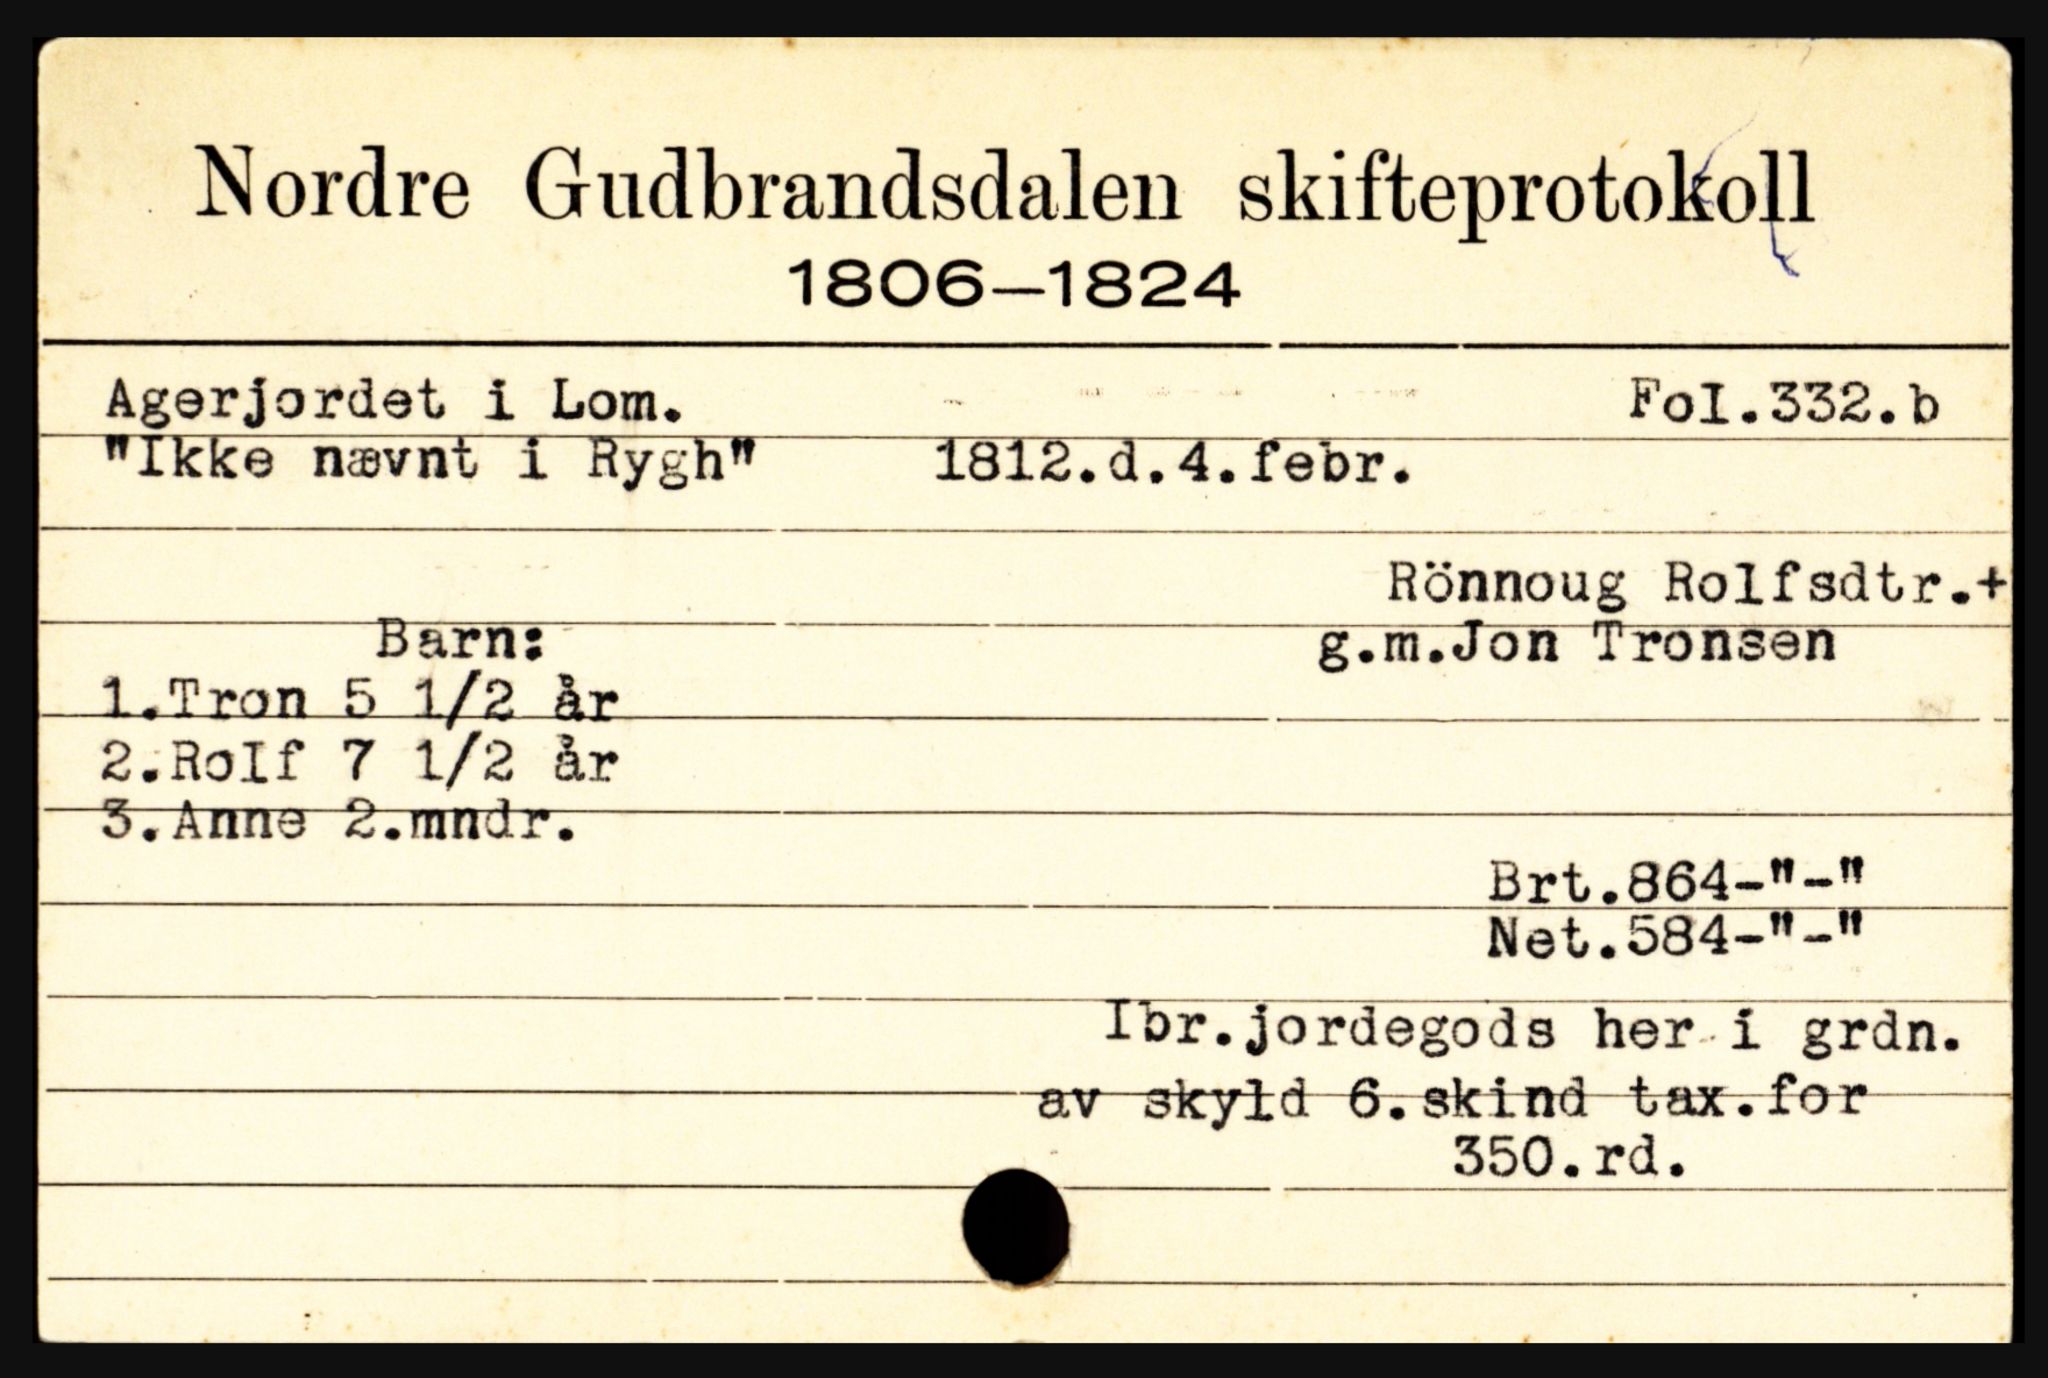 Nordre Gudbrandsdalen skifteprotokoll
1806—1824
Agerjordet i Lom. Fol.332.b
"Ikke nævnt i Rygh" 1812.d.4.febr.
Rönnoug Rolfsdtr.+
Barn: g.m.Jon Tronsen
1.Tron 5 1/2 år
2.Rolf 7 1/2 år
3.Anne 2.mndr.
Brt.864-"-"
Net.584-"-"
Ibr.jordegods her i grdn.
av skyld 6.skind tax.for
350.rd.